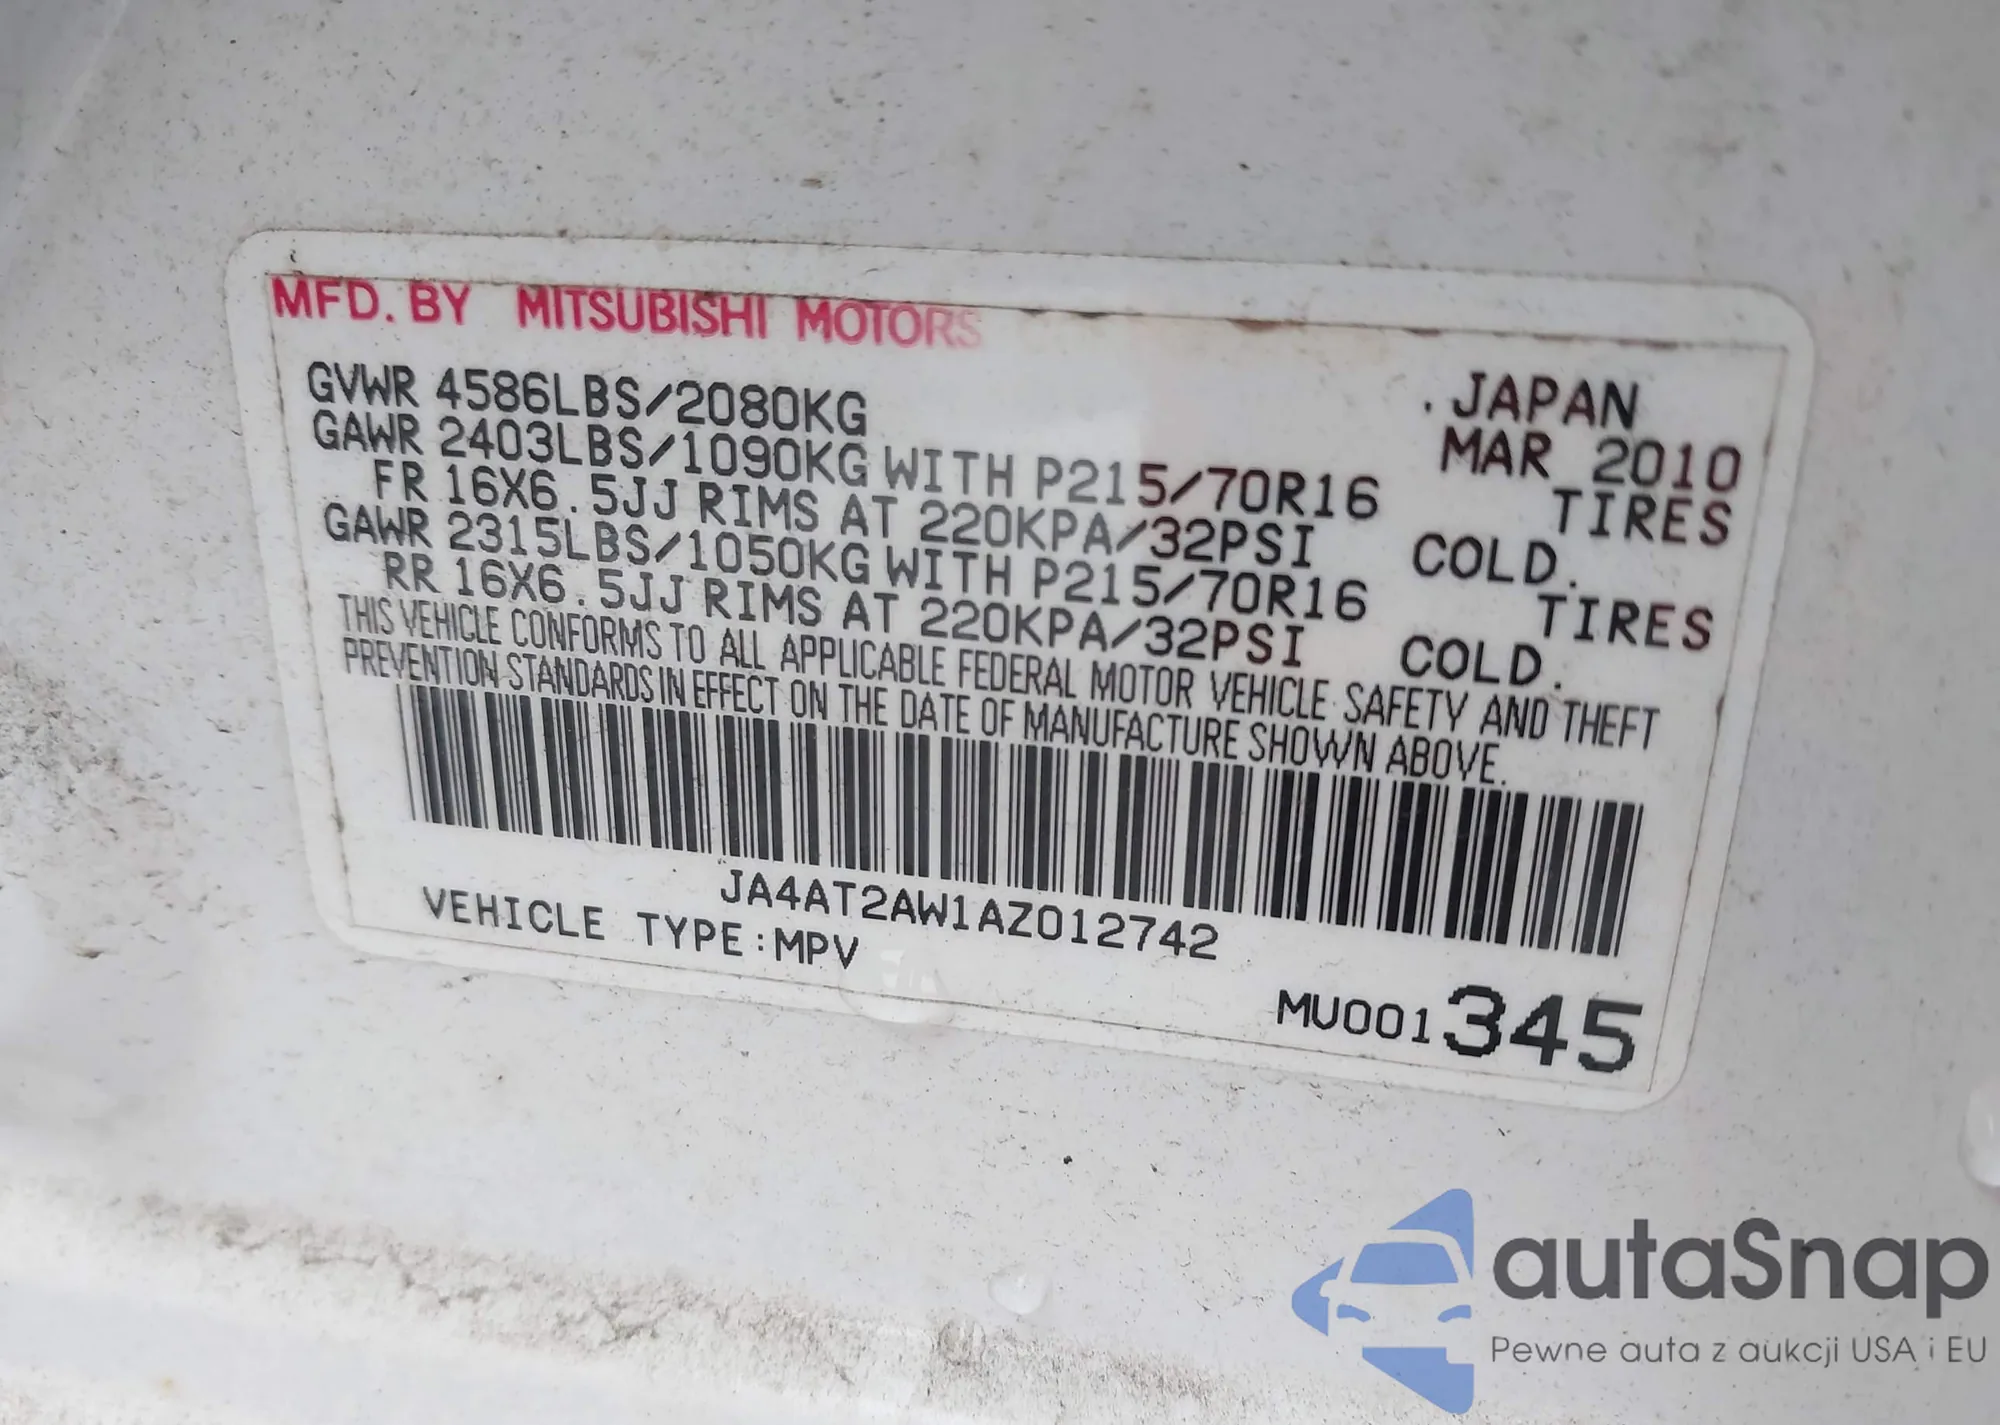 MFD. BY MITSUBISHI MOTORS
GVWR 4586LBS/2080KG .JAPAN
GAWR 2403LBS/1090KG WITH P215/70R16 MAR 2010
TIRES
FR 16X6.5JJ RIMS AT 220KPA/32PSI COLD.
GAWR 2315LBS/1050KG WITH P215/70R16 TIRES
RR 16X6.5JJ RIMS AT 220KPA/32PSI COLD.
THIS VEHICLE CONFORMS TO ALL APPLICABLE FEDERAL MOTOR VEHICLE SAFETY AND THEFT
PREVENTION STANDARDS IN EFFECT ON THE DATE OF MANUFACTURE SHOWN ABOVE.
JA4AT2AW1AZ012742
VEHICLE TYPE:MPV
MU001345
autaSnap
Pewne auta z aukcji USA i EU